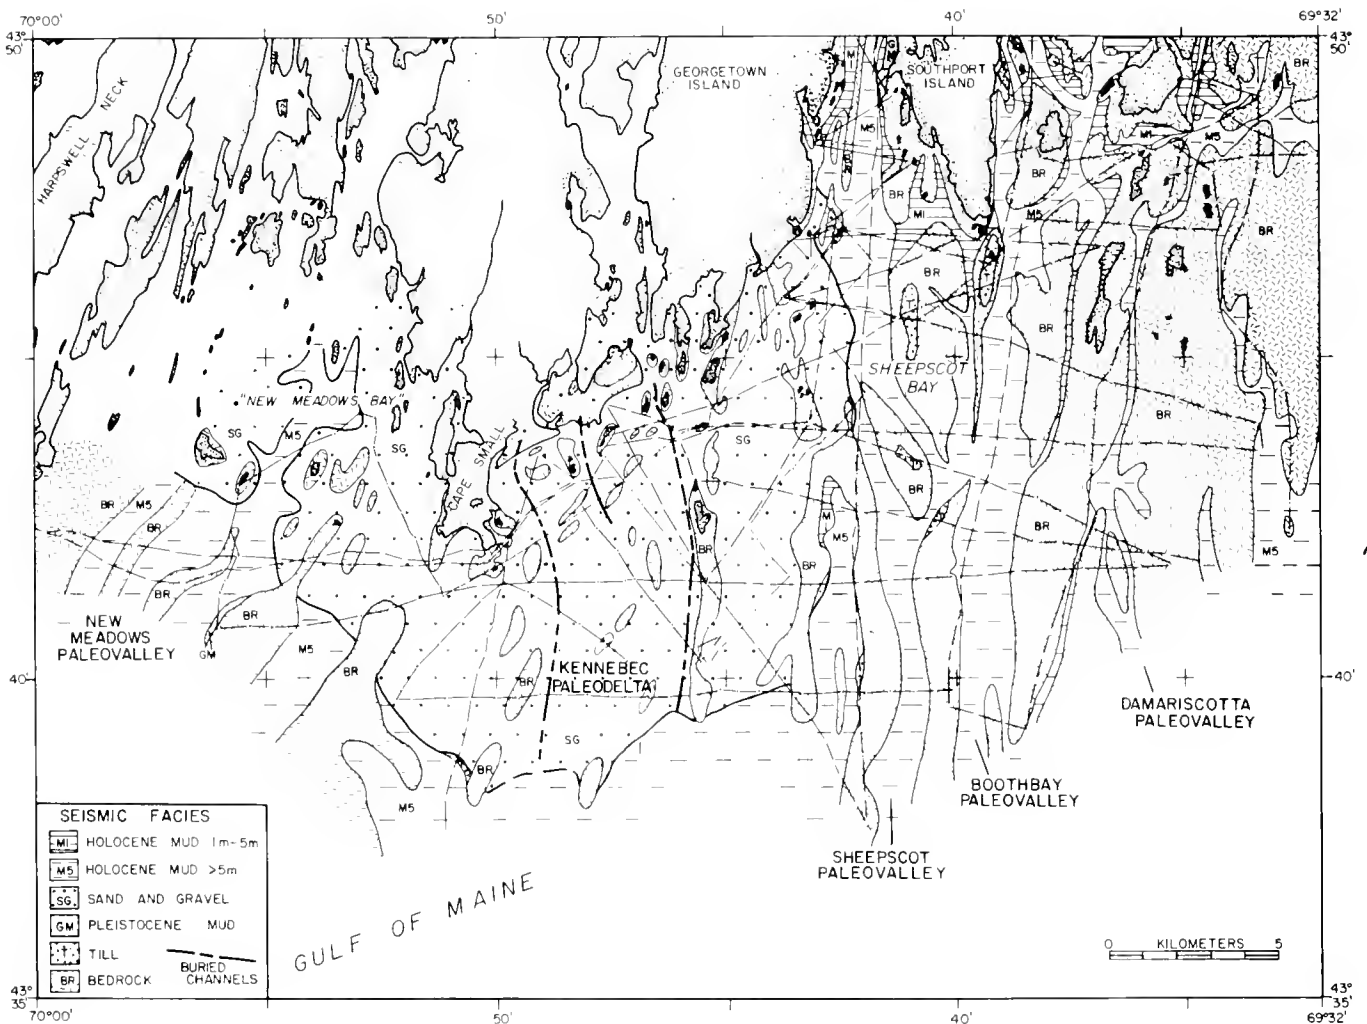 70°00'
50'
40'
69°32'
43°
50'
43°
50'
GEORGETOWN
ISLAND
SOUTHPORT
ISLAND
HARPSWELL NECK
M1
G
BR
M5
M1
M5
BR
BR
BR
M1
M5
BR
BR
BR
SHEEPSCOT
BAY
"NEW MEADOWS BAY"
SG
M5
SG
SG
BR
CAPE SMALL
BR
M5
BR
BR
M
M5
BR
BR
BR
M5
BR
BR
GM
M5
BR
NEW
MEADOWS
PALEOVALLEY
KENNEBEC
PALEODELTA
BR
40'
40'
DAMARISCOTTA
PALEOVALLEY
SG
BR
M5
BOOTHBAY
PALEOVALLEY
SHEEPSCOT
PALEOVALLEY
GULF OF MAINE
SEISMIC FACIES
M1 HOLOCENE MUD 1m-5m
M5 HOLOCENE MUD >5m
SG SAND AND GRAVEL
GM PLEISTOCENE MUD
TILL
BR BEDROCK
BURIED
CHANNELS
0 KILOMETERS 5
43°
35'
43°
35'
70°00'
50'
40'
69°32'